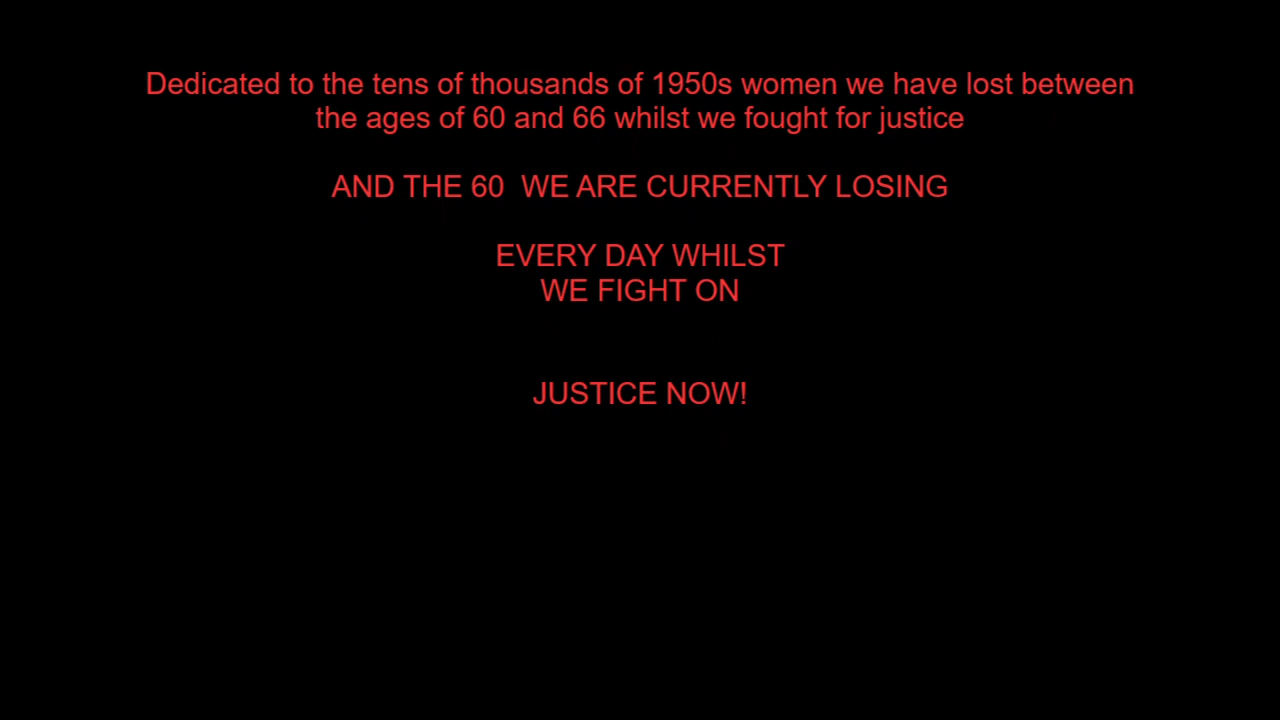 Dedicated to the tens of thousands of 1950s women we have lost between
the ages of 60 and 66 whilst we fought for justice
AND THE 60  WE ARE CURRENTLY LOSING
EVERY DAY WHILST
WE FIGHT ON
JUSTICE NOW!